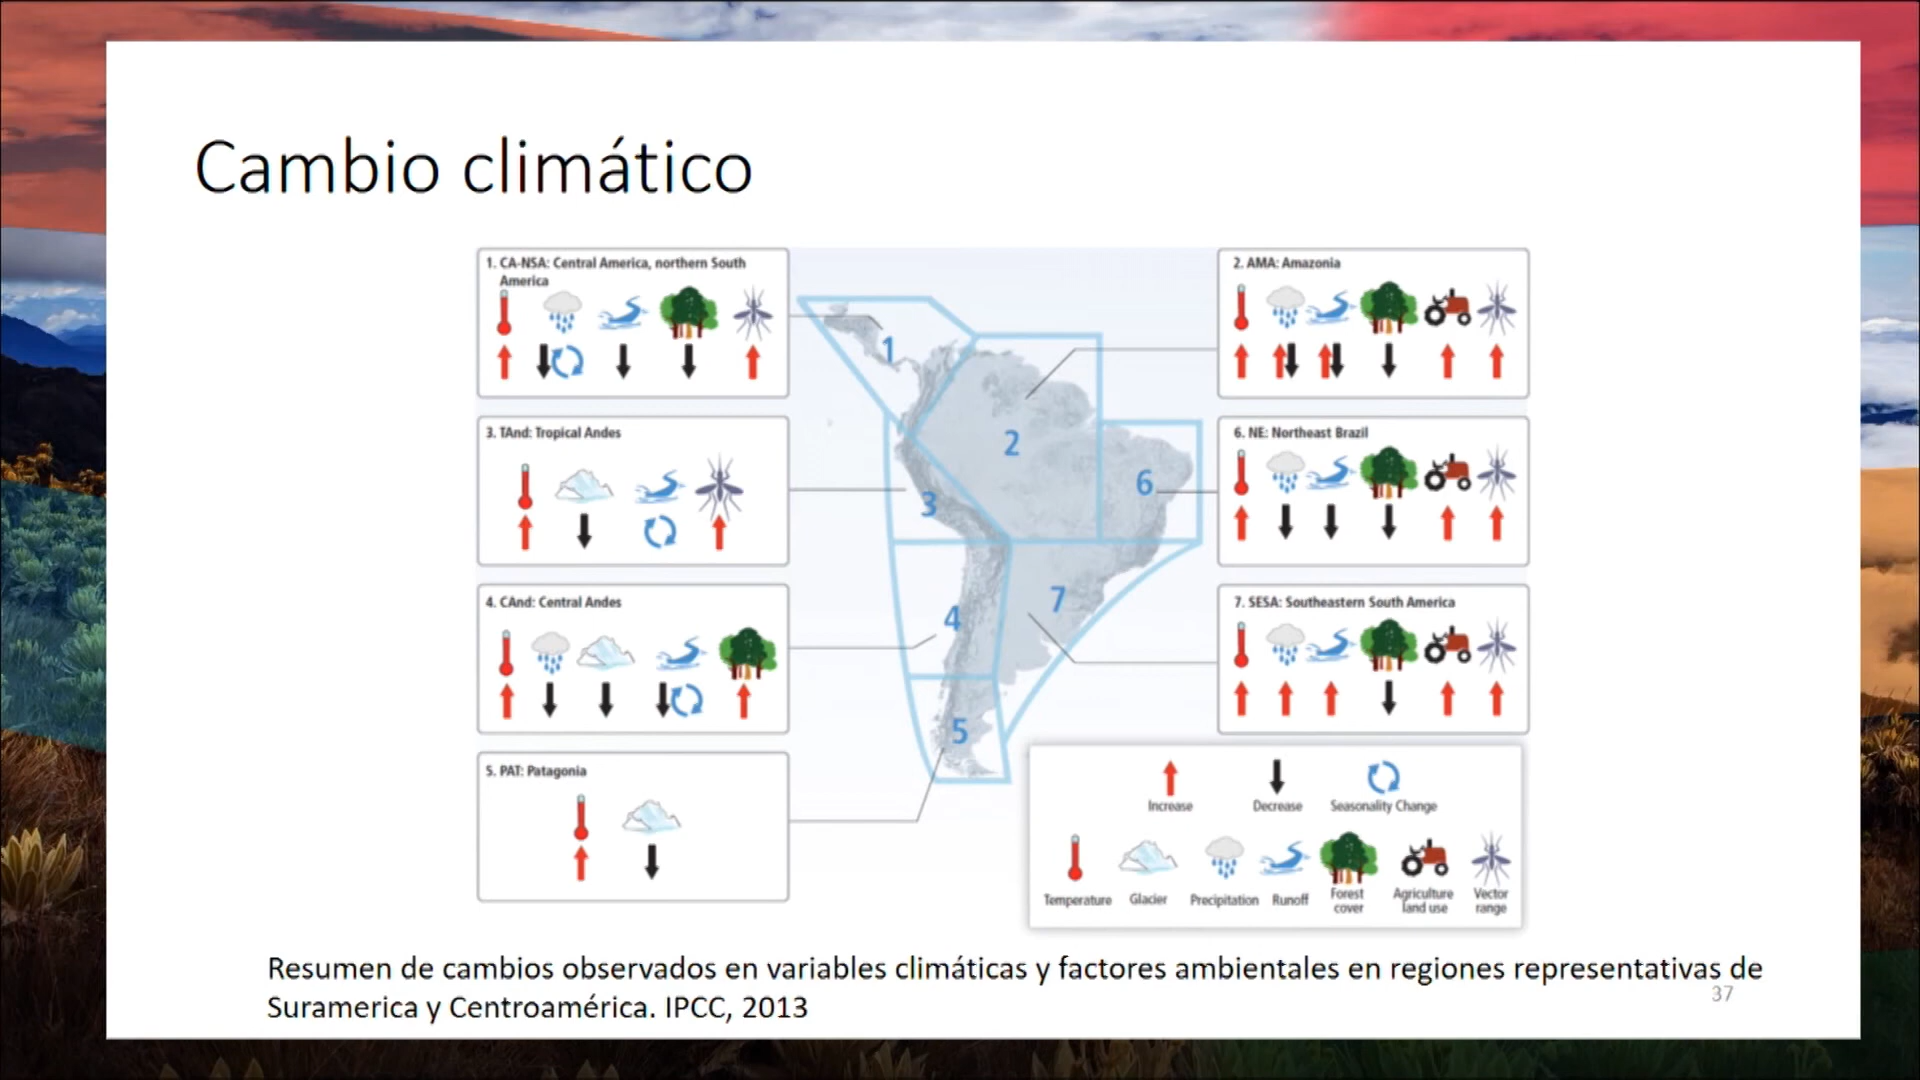 Cambio climático
1. CA-NSA: Central America, northern South
America
2. AMA: Amazonia
3. TAnd: Tropical Andes
6. NE: Northeast Brazil
4. CAnd: Central Andes
7. SESA: Southeastern South America
5. PAT: Patagonia
1
2
3
6
4
7
5
Increase
Decrease
Seasonality Change
Temperature
Glacier
Precipitation
Runoff
Forest
cover
Agriculture
land use
Vector
range
Resumen de cambios observados en variables climáticas y factores ambientales en regiones representativas de
Suramerica y Centroamérica. IPCC, 2013
37